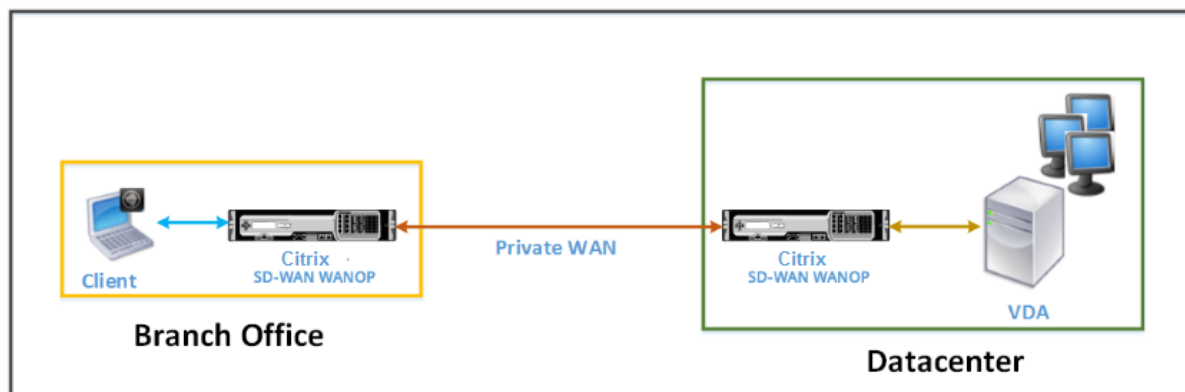 Private WAN
Client
Citrix
SD-WAN WANOP
Citrix
SD-WAN WANOP
VDA
Branch Office
Datacenter